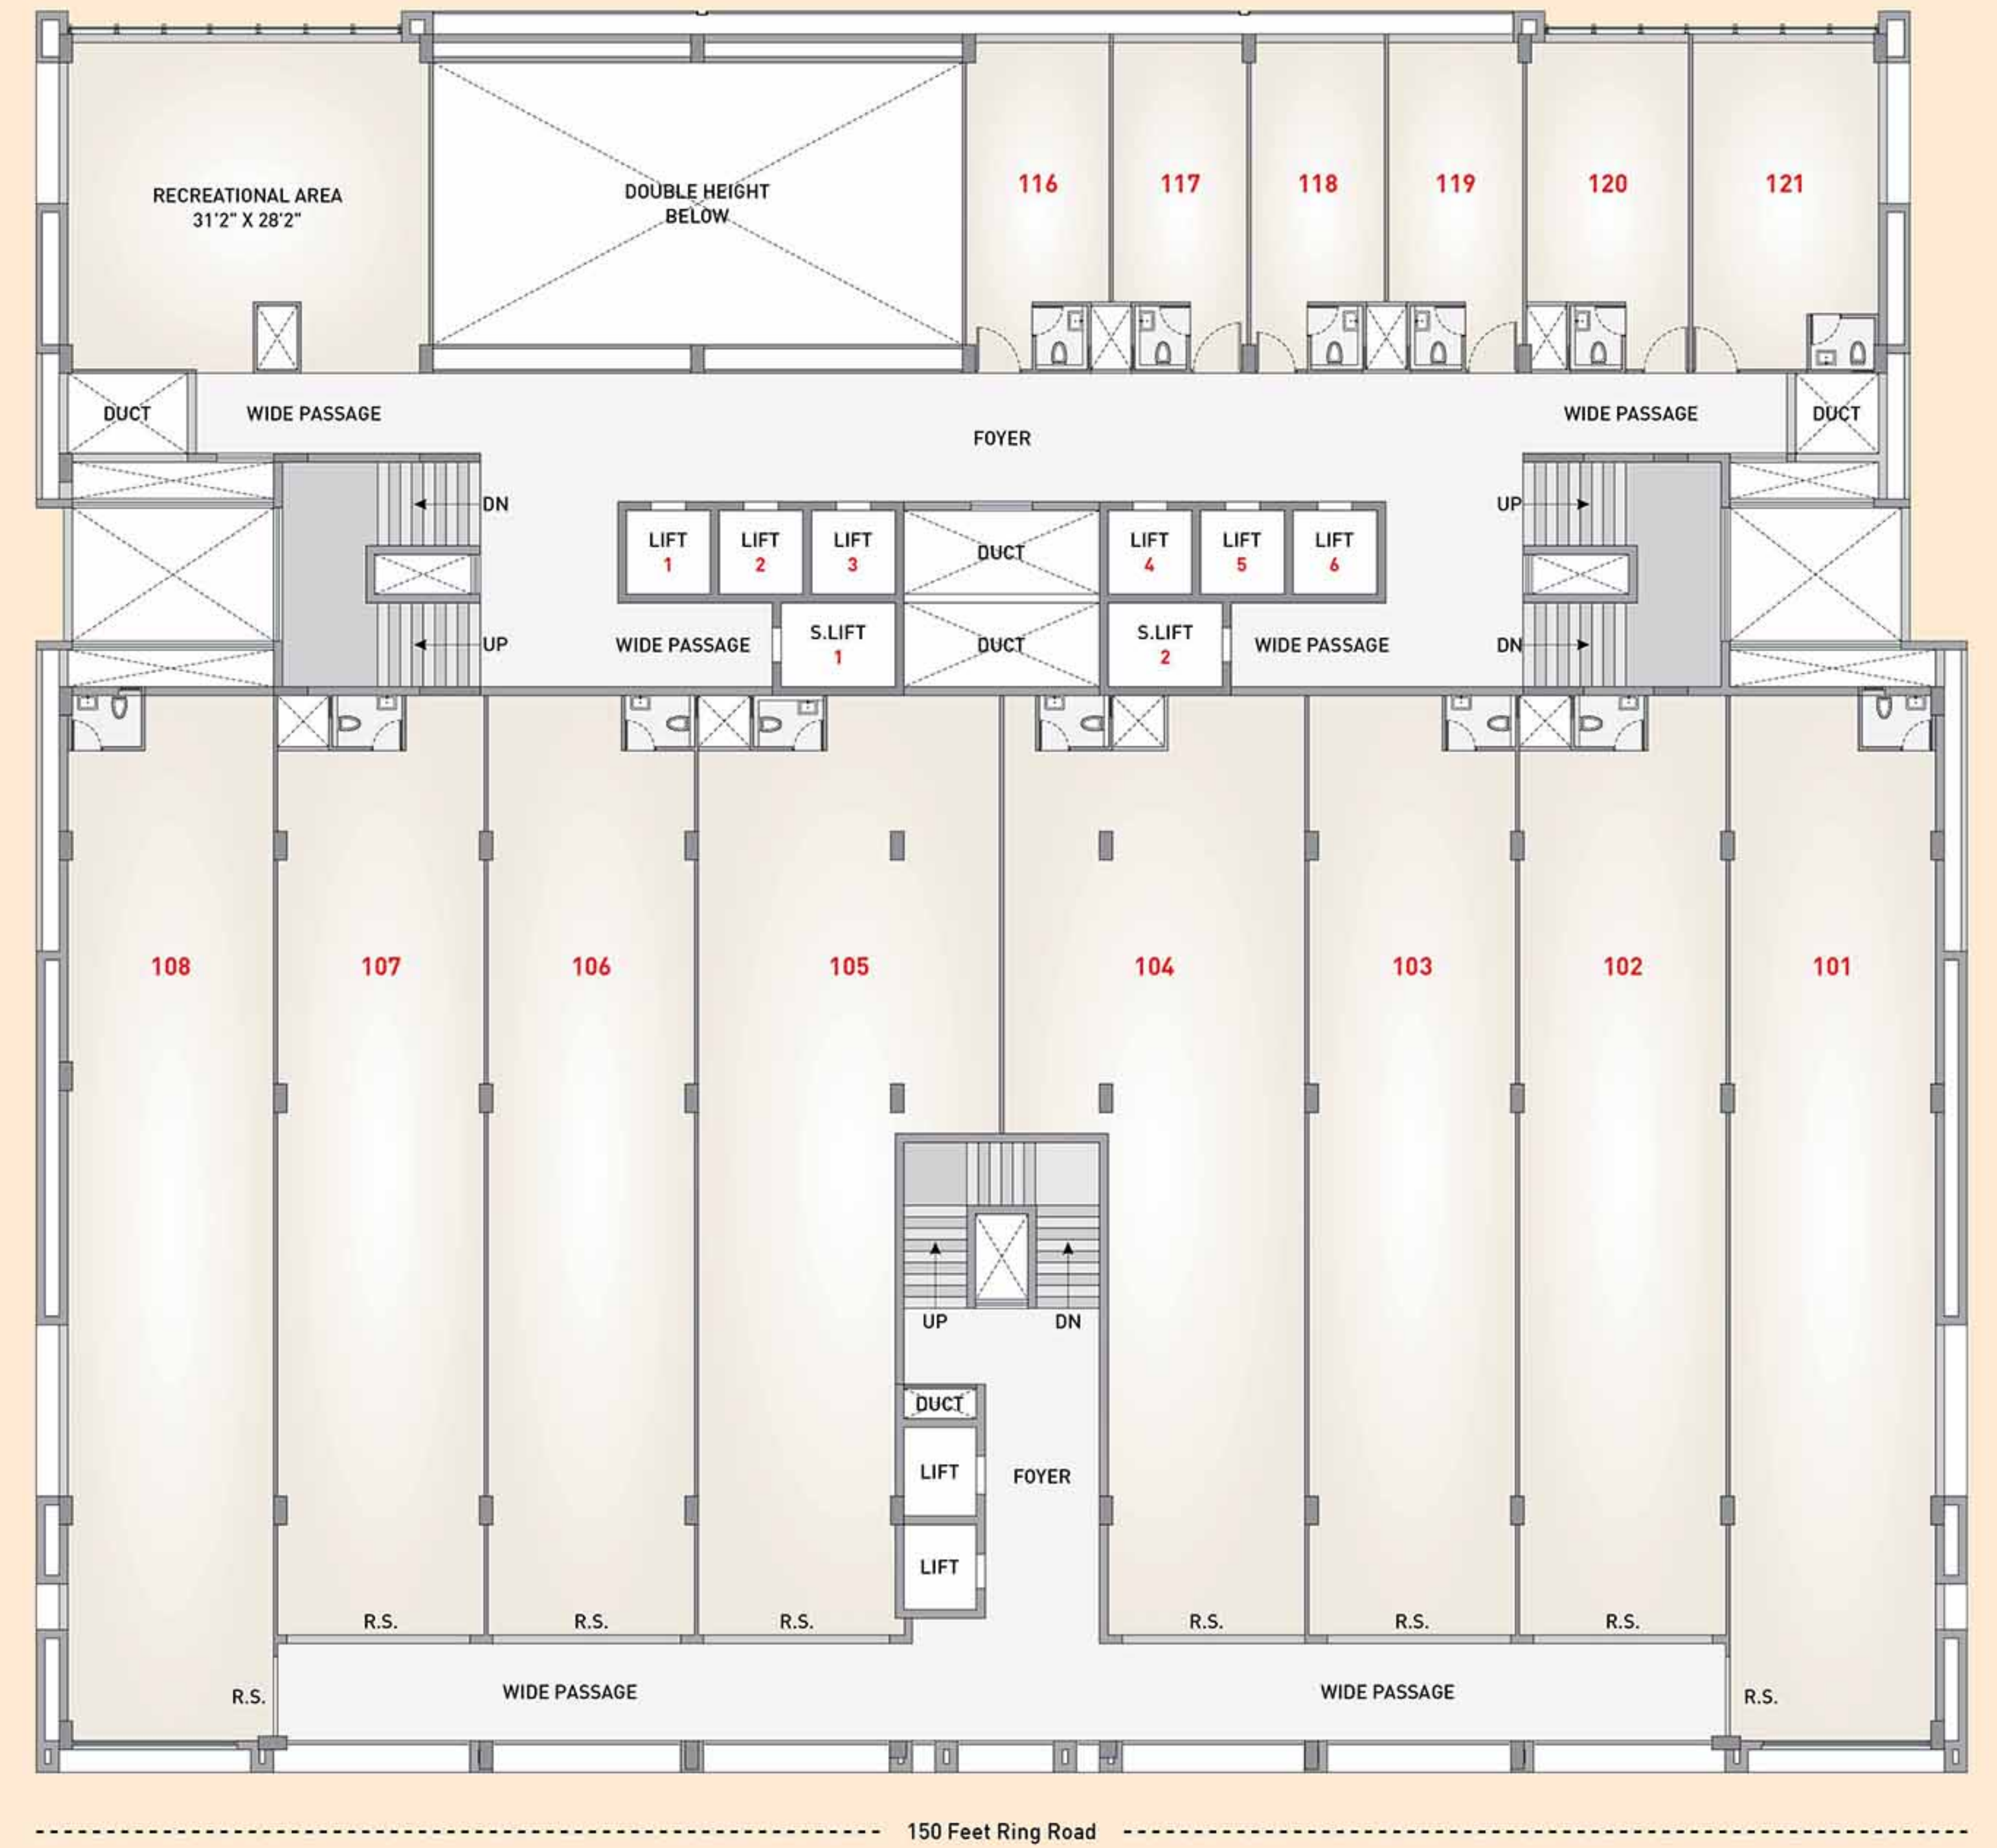 RECREATIONAL AREA
31'2" X 28'2"
DOUBLE HEIGHT
BELOW
116
117
118
119
120
121
DUCT
WIDE PASSAGE
FOYER
WIDE PASSAGE
DUCT
DN
UP
LIFT
1
LIFT
2
LIFT
3
DUCT
LIFT
4
LIFT
5
LIFT
6
UP
DN
WIDE PASSAGE
S.LIFT
1
DUCT
S.LIFT
2
WIDE PASSAGE
108
107
106
105
104
103
102
101
UP
DN
DUCT
LIFT
FOYER
LIFT
R.S.
R.S.
R.S.
R.S.
R.S.
R.S.
R.S.
WIDE PASSAGE
WIDE PASSAGE
R.S.
150 Feet Ring Road